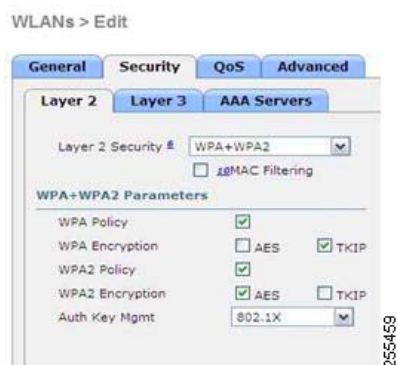 WLANs > Edit
General Security QoS Advanced
Layer 2 Layer 3 AAA Servers
Layer 2 Security 6 WPA+WPA2
10MAC Filtering
WPA+WPA2 Parameters
WPA Policy
WPA Encryption AES TKIP
WPA2 Policy
WPA2 Encryption AES TKIP
Auth Key Mgmt 802.1X
255459